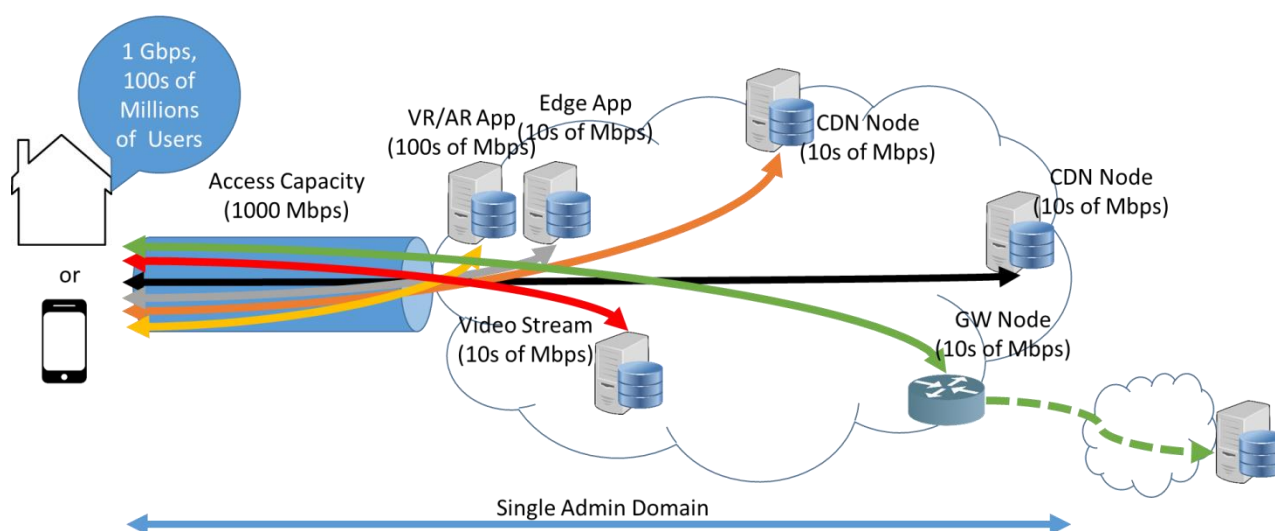 1 Gbps,
100s of
Millions
of Users
Access Capacity
(1000 Mbps)
or
VR/AR App
(100s of Mbps)
Edge App
(10s of Mbps)
CDN Node
(10s of Mbps)
CDN Node
(10s of Mbps)
Video Stream
(10s of Mbps)
GW Node
(10s of Mbps)
Single Admin Domain